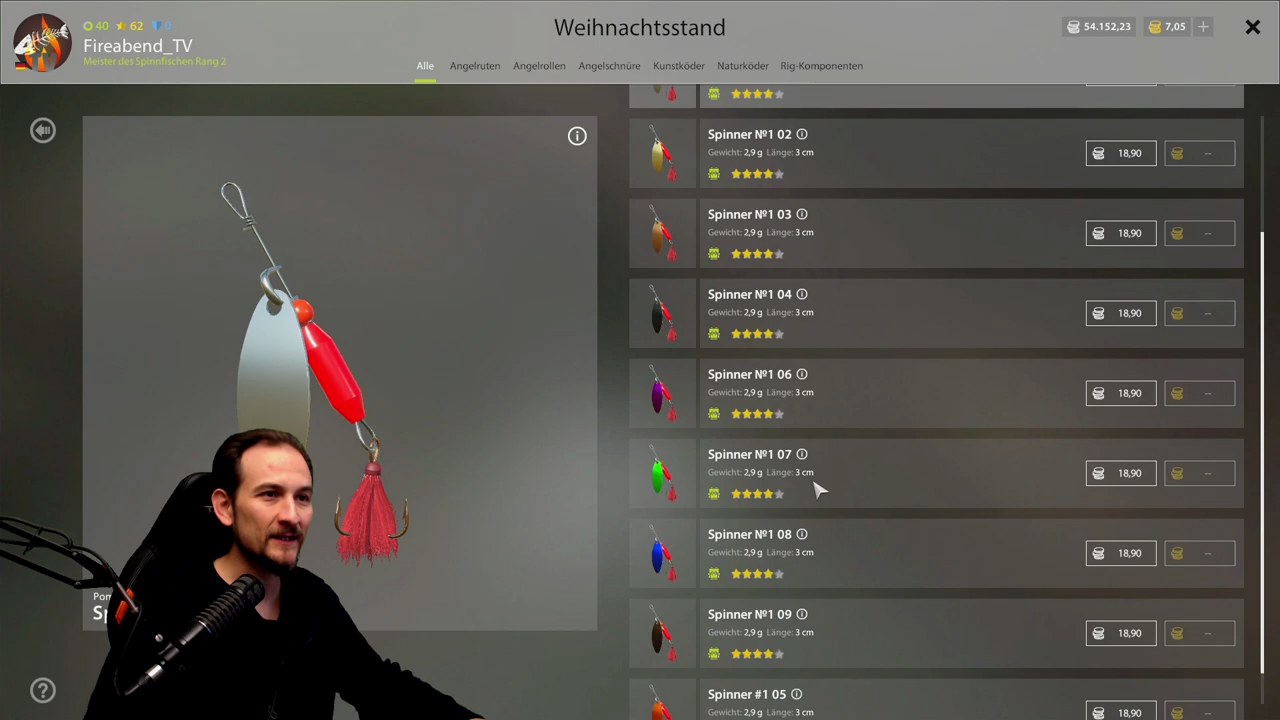 40 62 0
Fireabend_TV
Meister des Spinnfischen Rang 2
Weihnachtsstand
54.152,23 7,05 +
Alle Angelruten Angelrollen Angelschnüre Kunstköder Naturköder Rig-Komponenten
Spinner №1 02
Gewicht: 2,9 g Länge: 3 cm
18,90 --
Spinner №1 03
Gewicht: 2,9 g Länge: 3 cm
18,90 --
Spinner №1 04
Gewicht: 2,9 g Länge: 3 cm
18,90 --
Spinner №1 06
Gewicht: 2,9 g Länge: 3 cm
18,90 --
Spinner №1 07
Gewicht: 2,9 g Länge: 3 cm
18,90 --
Spinner №1 08
Gewicht: 2,9 g Länge: 3 cm
18,90 --
Spinner №1 09
Gewicht: 2,9 g Länge: 3 cm
18,90 --
Spinner #1 05
Gewicht: 2,9 g Länge: 3 cm
18,90 --